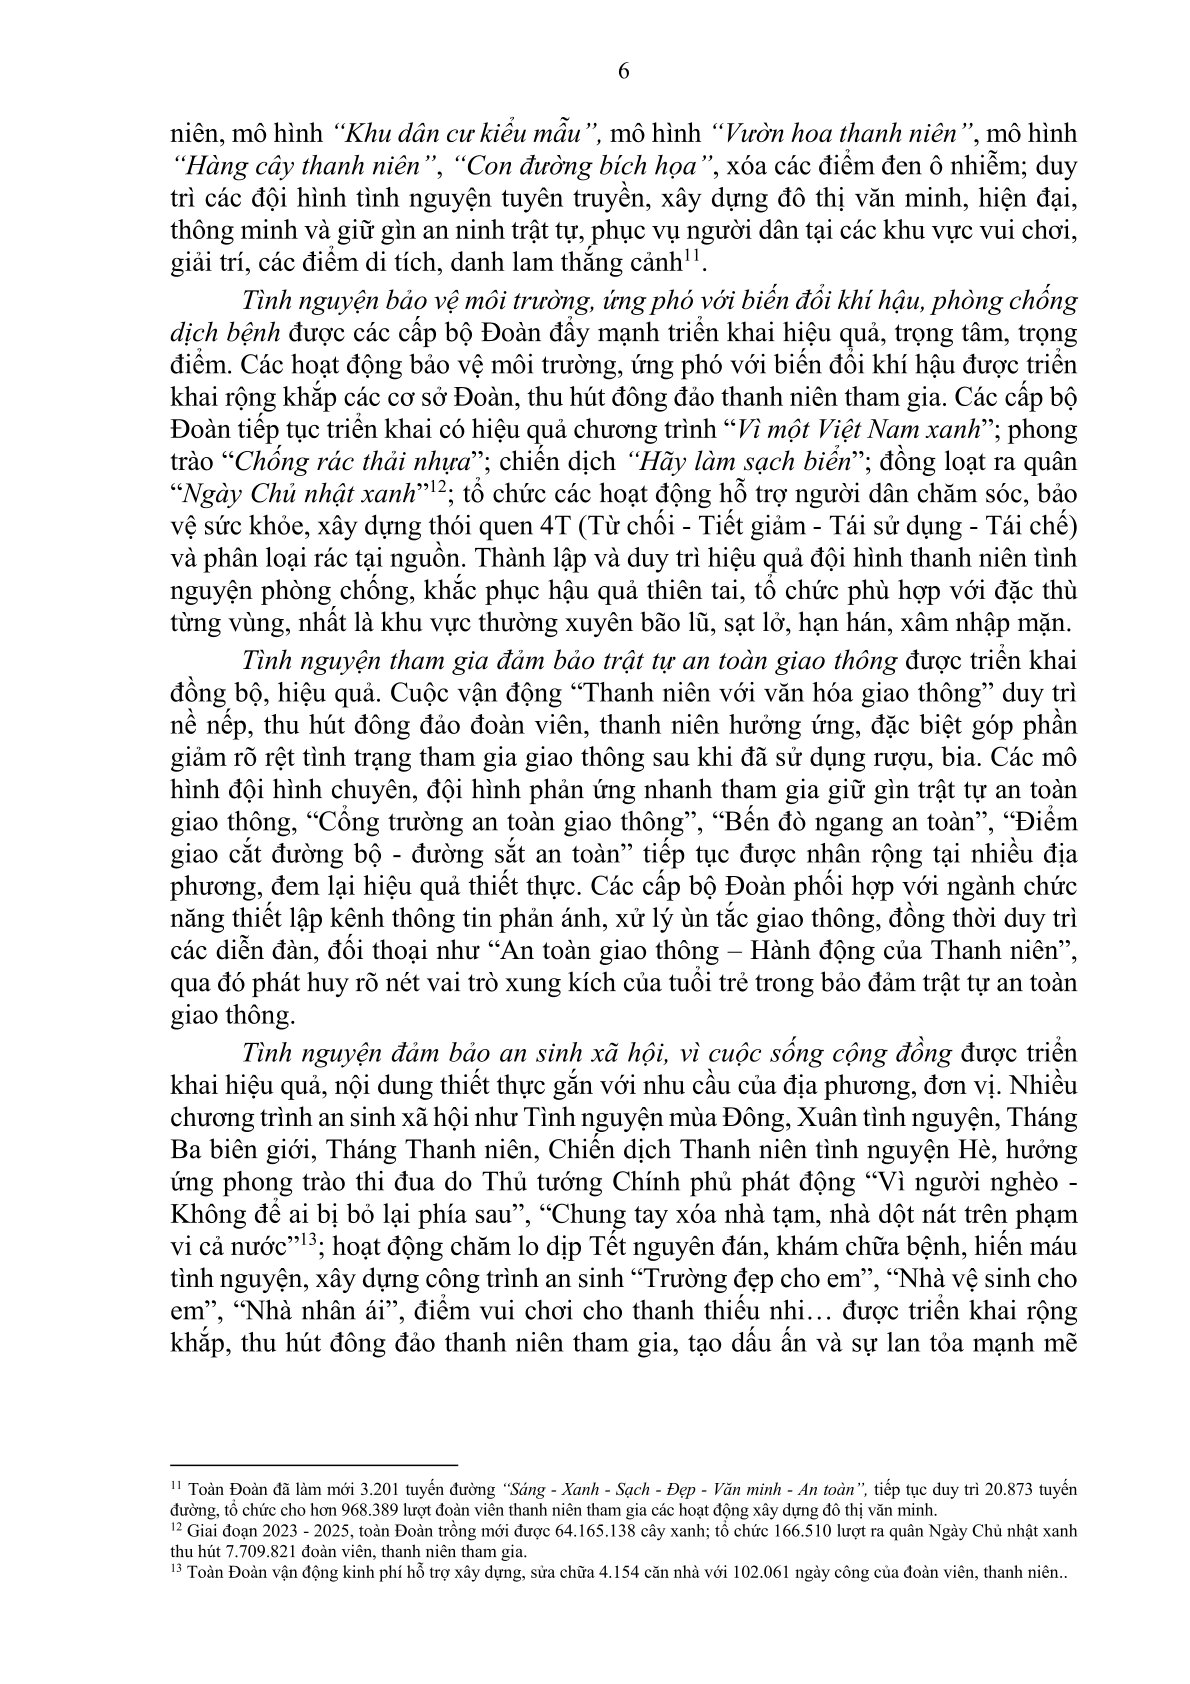 6
niên, mô hình “Khu dân cư kiểu mẫu”, mô hình “Vườn hoa thanh niên”, mô hình
“Hàng cây thanh niên”, “Con đường bích họa”, xóa các điểm đen ô nhiễm; duy
trì các đội hình tình nguyện tuyên truyền, xây dựng đô thị văn minh, hiện đại,
thông minh và giữ gìn an ninh trật tự, phục vụ người dân tại các khu vực vui chơi,
giải trí, các điểm di tích, danh lam thắng cảnh¹¹.
Tình nguyện bảo vệ môi trường, ứng phó với biến đổi khí hậu, phòng chống
dịch bệnh được các cấp bộ Đoàn đẩy mạnh triển khai hiệu quả, trọng tâm, trọng
điểm. Các hoạt động bảo vệ môi trường, ứng phó với biến đổi khí hậu được triển
khai rộng khắp các cơ sở Đoàn, thu hút đông đảo thanh niên tham gia. Các cấp bộ
Đoàn tiếp tục triển khai có hiệu quả chương trình “Vì một Việt Nam xanh”; phong
trào “Chống rác thải nhựa”; chiến dịch “Hãy làm sạch biển”; đồng loạt ra quân
“Ngày Chủ nhật xanh”¹²; tổ chức các hoạt động hỗ trợ người dân chăm sóc, bảo
vệ sức khỏe, xây dựng thói quen 4T (Từ chối - Tiết giảm - Tái sử dụng - Tái chế)
và phân loại rác tại nguồn. Thành lập và duy trì hiệu quả đội hình thanh niên tình
nguyện phòng chống, khắc phục hậu quả thiên tai, tổ chức phù hợp với đặc thù
từng vùng, nhất là khu vực thường xuyên bão lũ, sạt lở, hạn hán, xâm nhập mặn.
Tình nguyện tham gia đảm bảo trật tự an toàn giao thông được triển khai
đồng bộ, hiệu quả. Cuộc vận động “Thanh niên với văn hóa giao thông” duy trì
nề nếp, thu hút đông đảo đoàn viên, thanh niên hưởng ứng, đặc biệt góp phần
giảm rõ rệt tình trạng tham gia giao thông sau khi đã sử dụng rượu, bia. Các mô
hình đội hình chuyên, đội hình phản ứng nhanh tham gia giữ gìn trật tự an toàn
giao thông, “Cổng trường an toàn giao thông”, “Bến đò ngang an toàn”, “Điểm
giao cắt đường bộ - đường sắt an toàn” tiếp tục được nhân rộng tại nhiều địa
phương, đem lại hiệu quả thiết thực. Các cấp bộ Đoàn phối hợp với ngành chức
năng thiết lập kênh thông tin phản ánh, xử lý ùn tắc giao thông, đồng thời duy trì
các diễn đàn, đối thoại như “An toàn giao thông – Hành động của Thanh niên”,
qua đó phát huy rõ nét vai trò xung kích của tuổi trẻ trong bảo đảm trật tự an toàn
giao thông.
Tình nguyện đảm bảo an sinh xã hội, vì cuộc sống cộng đồng được triển
khai hiệu quả, nội dung thiết thực gắn với nhu cầu của địa phương, đơn vị. Nhiều
chương trình an sinh xã hội như Tình nguyện mùa Đông, Xuân tình nguyện, Tháng
Ba biên giới, Tháng Thanh niên, Chiến dịch Thanh niên tình nguyện Hè, hưởng
ứng phong trào thi đua do Thủ tướng Chính phủ phát động “Vì người nghèo -
Không để ai bị bỏ lại phía sau”, “Chung tay xóa nhà tạm, nhà dột nát trên phạm
vi cả nước”¹³; hoạt động chăm lo dịp Tết nguyên đán, khám chữa bệnh, hiến máu
tình nguyện, xây dựng công trình an sinh “Trường đẹp cho em”, “Nhà vệ sinh cho
em”, “Nhà nhân ái”, điểm vui chơi cho thanh thiếu nhi… được triển khai rộng
khắp, thu hút đông đảo thanh niên tham gia, tạo dấu ấn và sự lan tỏa mạnh mẽ
¹¹ Toàn Đoàn đã làm mới 3.201 tuyến đường “Sáng - Xanh - Sạch - Đẹp - Văn minh - An toàn”, tiếp tục duy trì 20.873 tuyến
đường, tổ chức cho hơn 968.389 lượt đoàn viên thanh niên tham gia các hoạt động xây dựng đô thị văn minh.
¹² Giai đoạn 2023 - 2025, toàn Đoàn trồng mới được 64.165.138 cây xanh; tổ chức 166.510 lượt ra quân Ngày Chủ nhật xanh
thu hút 7.709.821 đoàn viên, thanh niên tham gia.
¹³ Toàn Đoàn vận động kinh phí hỗ trợ xây dựng, sửa chữa 4.154 căn nhà với 102.061 ngày công của đoàn viên, thanh niên..